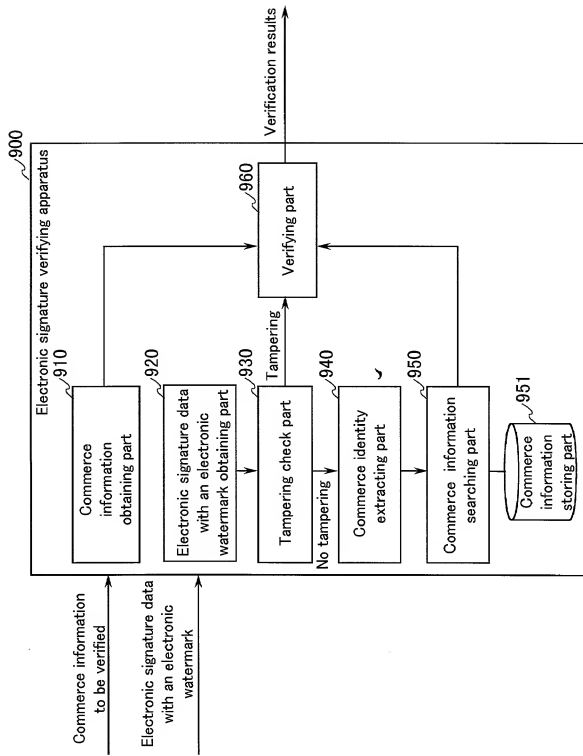 900
Electronic signature verifying apparatus
Commerce information
to be verified
910
Commerce
information
obtaining part
Electronic signature data
with an electronic
watermark
920
Electronic signature data
with an electronic
watermark obtaining part
930
Tampering check part
Tampering
No tampering
940
Commerce identity
extracting part
950
Commerce information
searching part
951
Commerce
information
storing part
960
Verifying part
Verification results